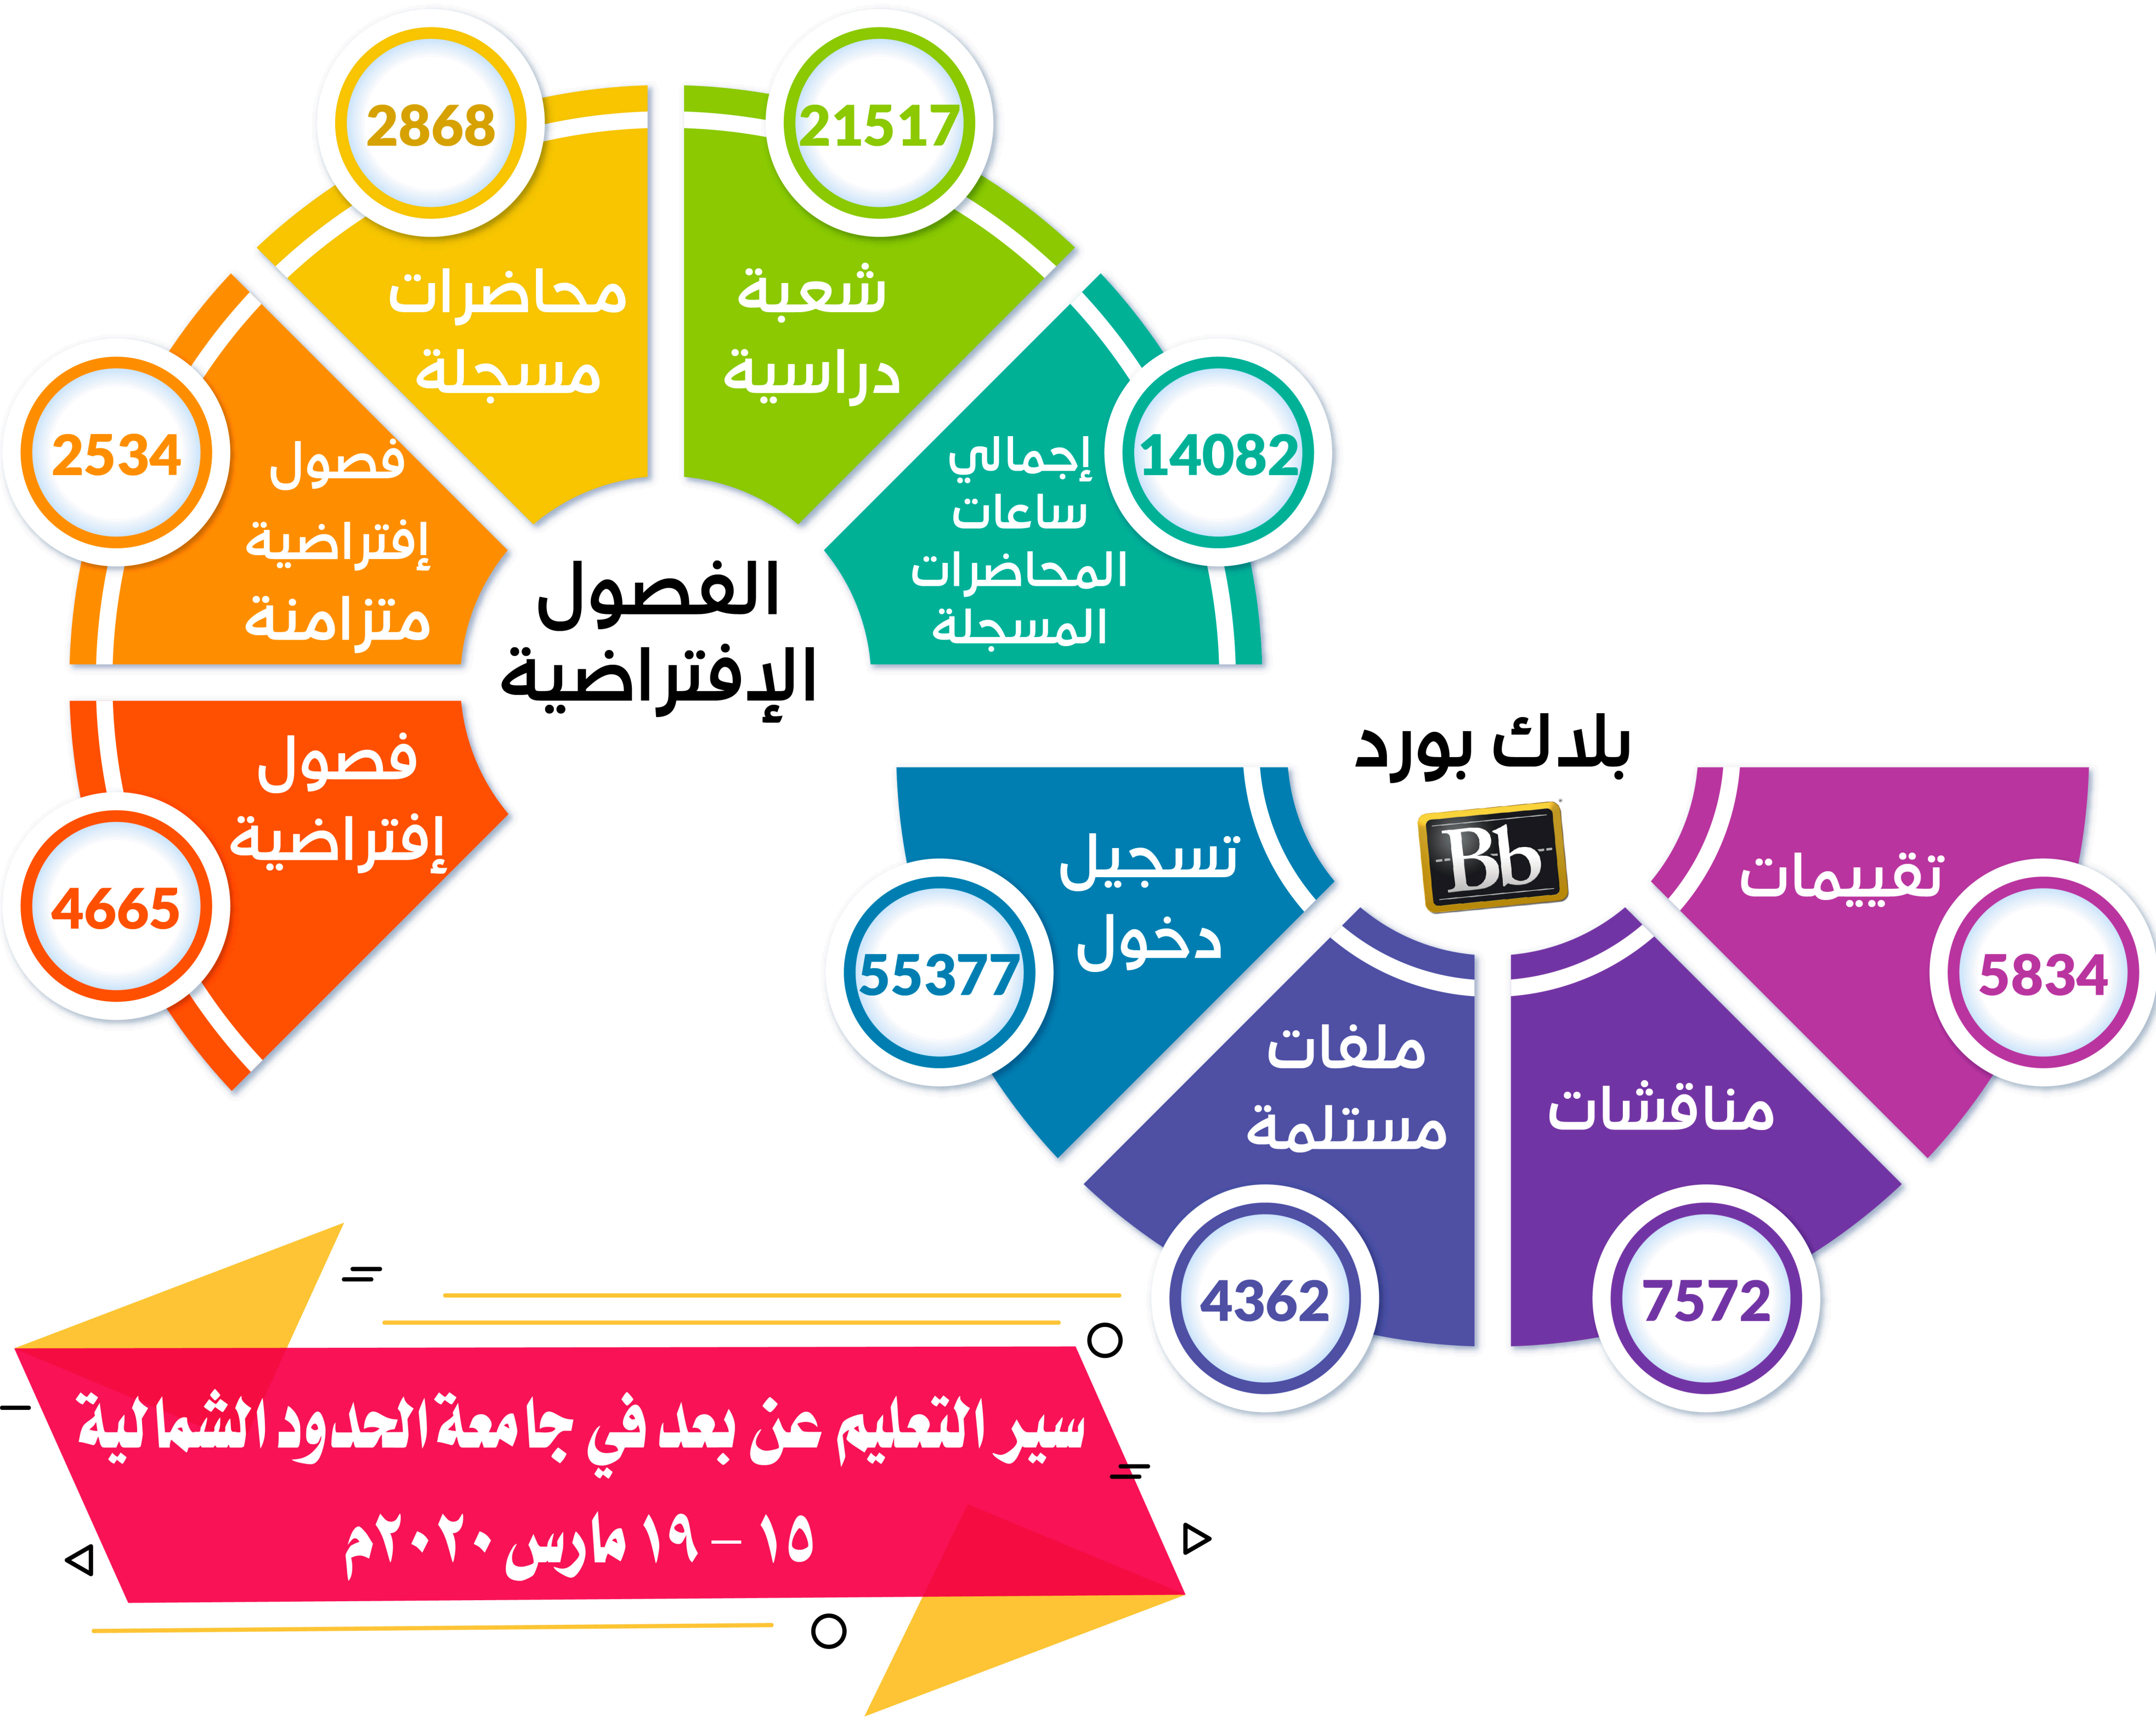 2868
محاضرات
مسجلة
21517
شعبة
دراسية
14082
إجمالي
ساعات
المحاضرات
المسجلة
2534
فصول
إفتراضية
متزامنة
4665
فصول
إفتراضية
الفصول
الإفتراضية
بلاك بورد
Bb
تقييمات
5834
مناقشات
7572
ملفات
مستلمة
4362
تسجيل
دخول
55377
سير التعليم عن بعد في جامعة الحدود الشمالية
١٥ – ١٩ مارس ٢٠٢٠م